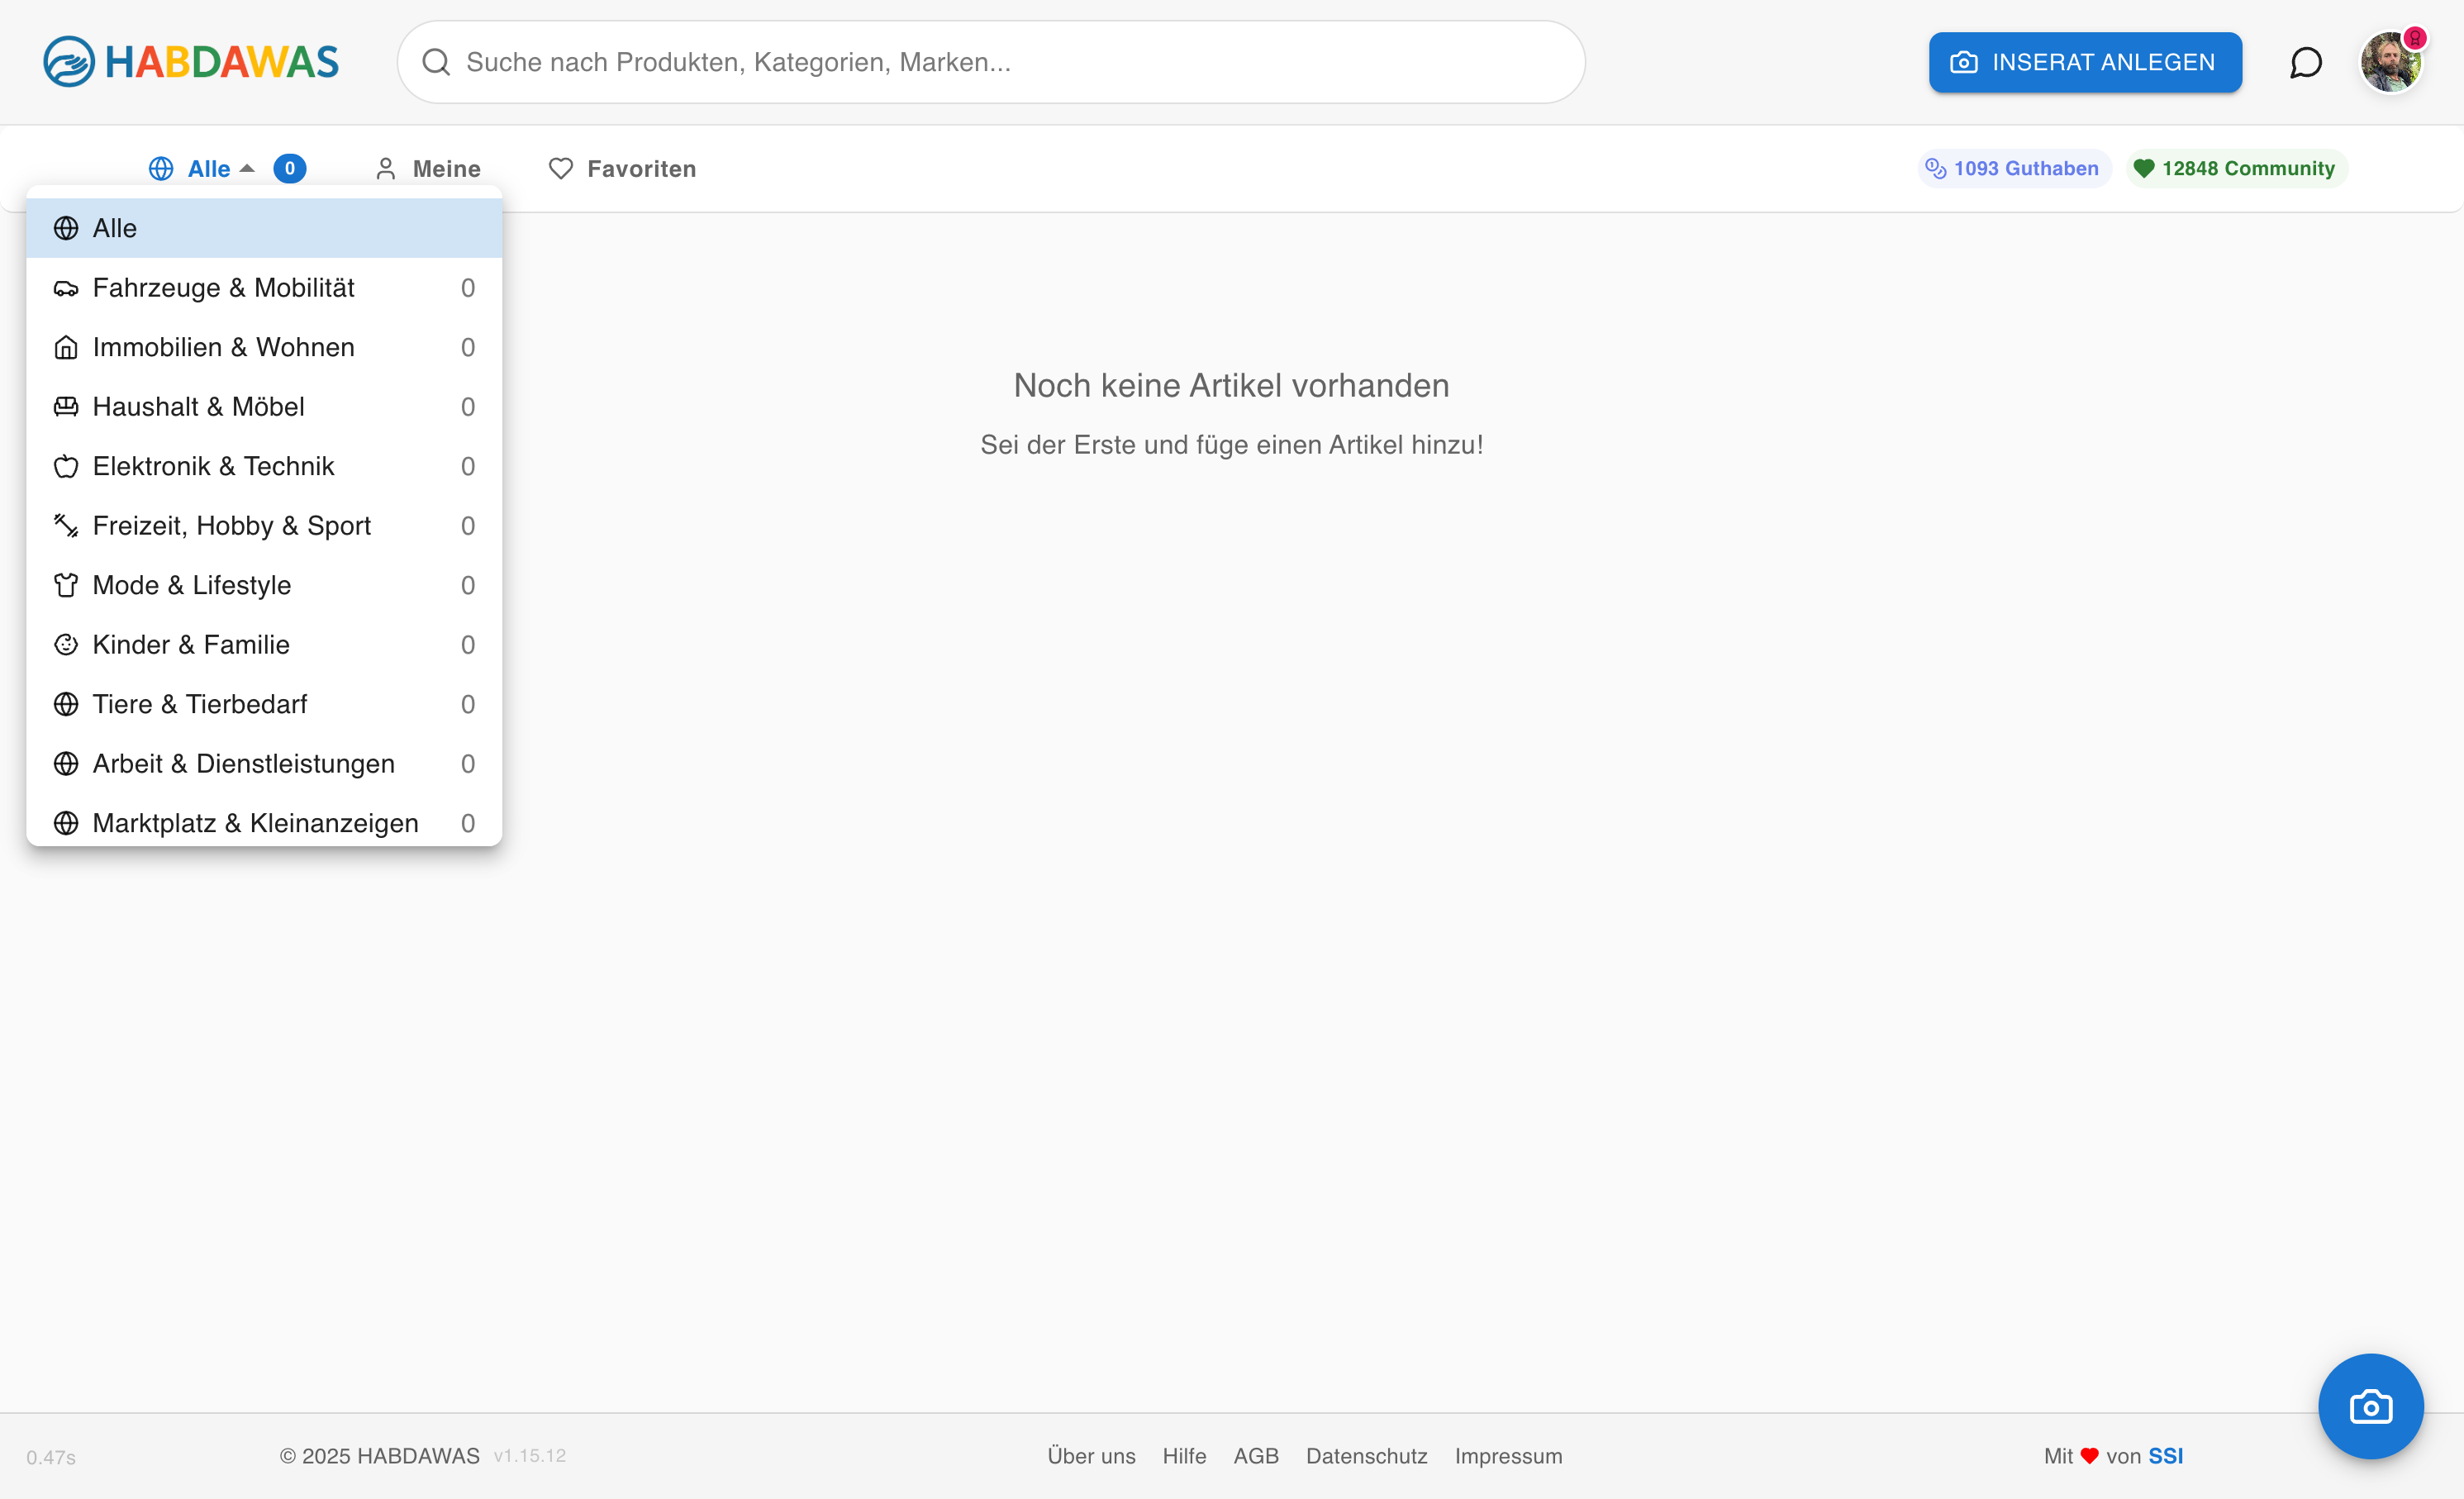 HABDAWAS
Suche nach Produkten, Kategorien, Marken...
INSERAT ANLEGEN
Alle 0
Meine
Favoriten
1093 Guthaben
12848 Community
Alle
Fahrzeuge & Mobilität 0
Immobilien & Wohnen 0
Haushalt & Möbel 0
Elektronik & Technik 0
Freizeit, Hobby & Sport 0
Mode & Lifestyle 0
Kinder & Familie 0
Tiere & Tierbedarf 0
Arbeit & Dienstleistungen 0
Marktplatz & Kleinanzeigen 0
Noch keine Artikel vorhanden
Sei der Erste und füge einen Artikel hinzu!
0.47s
© 2025 HABDAWAS v1.15.12
Über uns Hilfe AGB Datenschutz Impressum
Mit ❤ von SSI